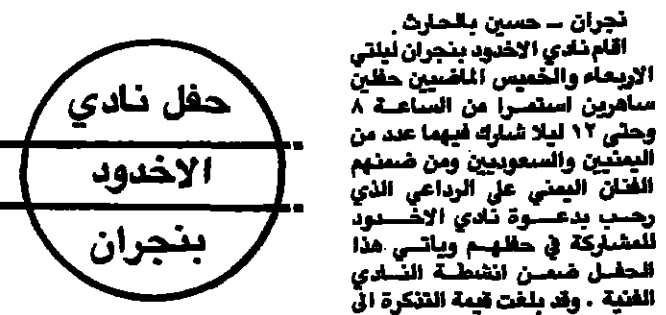 حفل نادي
الاخدود
بنجران
نجران – حسين بالحارث
اقام نادي الاخدود بنجران ليلتي
الاربعاء والخميس الماضيين حفلين
ساهرين استمرا من الساعة ٨
وحتى ١٢ ليلا شارك فيهما عدد من
اليمنيين والسعوديين ومن ضمنهم
الفنان اليمني علي الرداعي الذي
رحب بدعوة نادي الاخدود
للمشاركة في حفلهم وياتي هذا
الحفل ضمن انشطة النادي
الفنية . وقد بلغت قيمة التذكرة الى